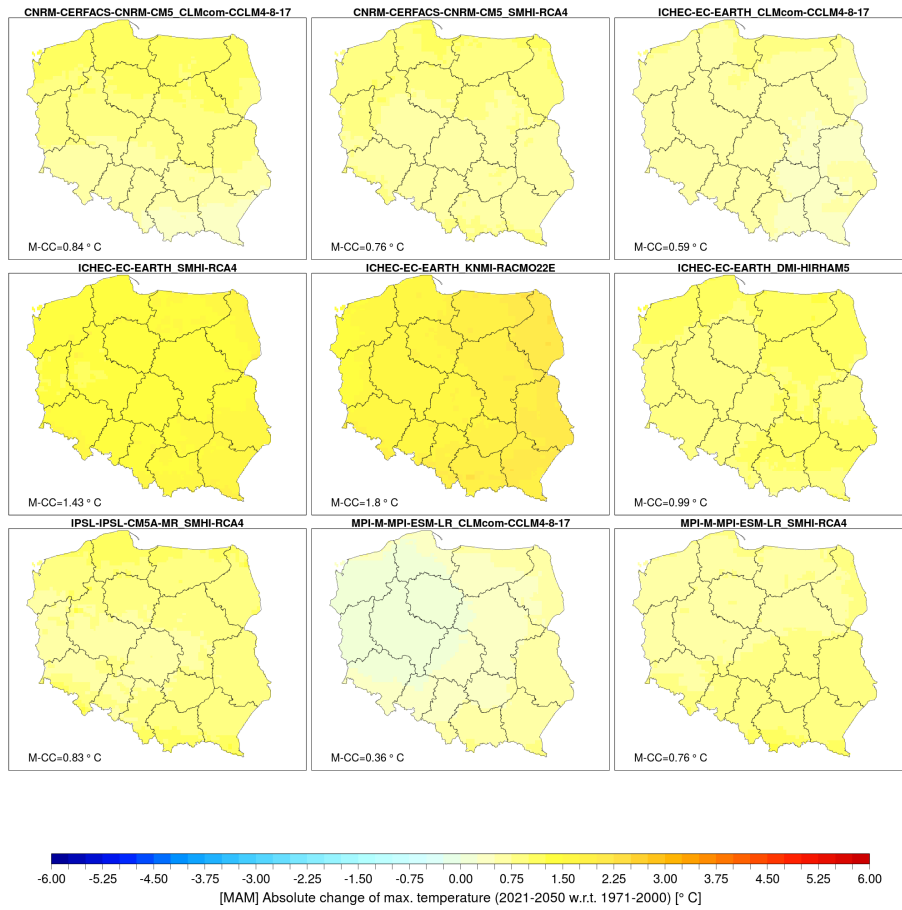 CNRM-CERFACS-CNRM-CM5_CLMcom-CCLM4-8-17
CNRM-CERFACS-CNRM-CM5_SMHI-RCA4
ICHEC-EC-EARTH_CLMcom-CCLM4-8-17
M-CC=0.84 ° C
M-CC=0.76 ° C
M-CC=0.59 ° C
ICHEC-EC-EARTH_SMHI-RCA4
ICHEC-EC-EARTH_KNMI-RACMO22E
ICHEC-EC-EARTH_DMI-HIRHAM5
M-CC=1.43 ° C
M-CC=1.8 ° C
M-CC=0.99 ° C
IPSL-IPSL-CM5A-MR_SMHI-RCA4
MPI-M-MPI-ESM-LR_CLMcom-CCLM4-8-17
MPI-M-MPI-ESM-LR_SMHI-RCA4
M-CC=0.83 ° C
M-CC=0.36 ° C
M-CC=0.76 ° C
-6.00 -5.25 -4.50 -3.75 -3.00 -2.25 -1.50 -0.75 0.00 0.75 1.50 2.25 3.00 3.75 4.50 5.25 6.00
[MAM] Absolute change of max. temperature (2021-2050 w.r.t. 1971-2000) [° C]